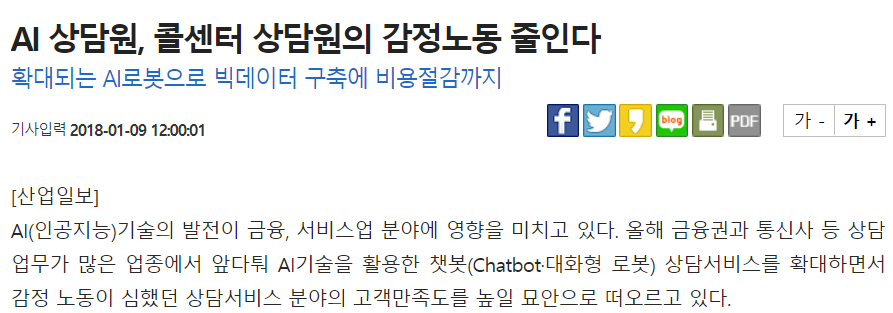 AI 상담원, 콜센터 상담원의 감정노동 줄인다
확대되는 AI로봇으로 빅데이터 구축에 비용절감까지
기사입력 2018-01-09 12:00:01
blog PDF 가 - 가 +
[산업일보]
AI(인공지능)기술의 발전이 금융, 서비스업 분야에 영향을 미치고 있다. 올해 금융권과 통신사 등 상담
업무가 많은 업종에서 앞다퉈 AI기술을 활용한 챗봇(Chatbot·대화형 로봇) 상담서비스를 확대하면서
감정 노동이 심했던 상담서비스 분야의 고객만족도를 높일 묘안으로 떠오르고 있다.